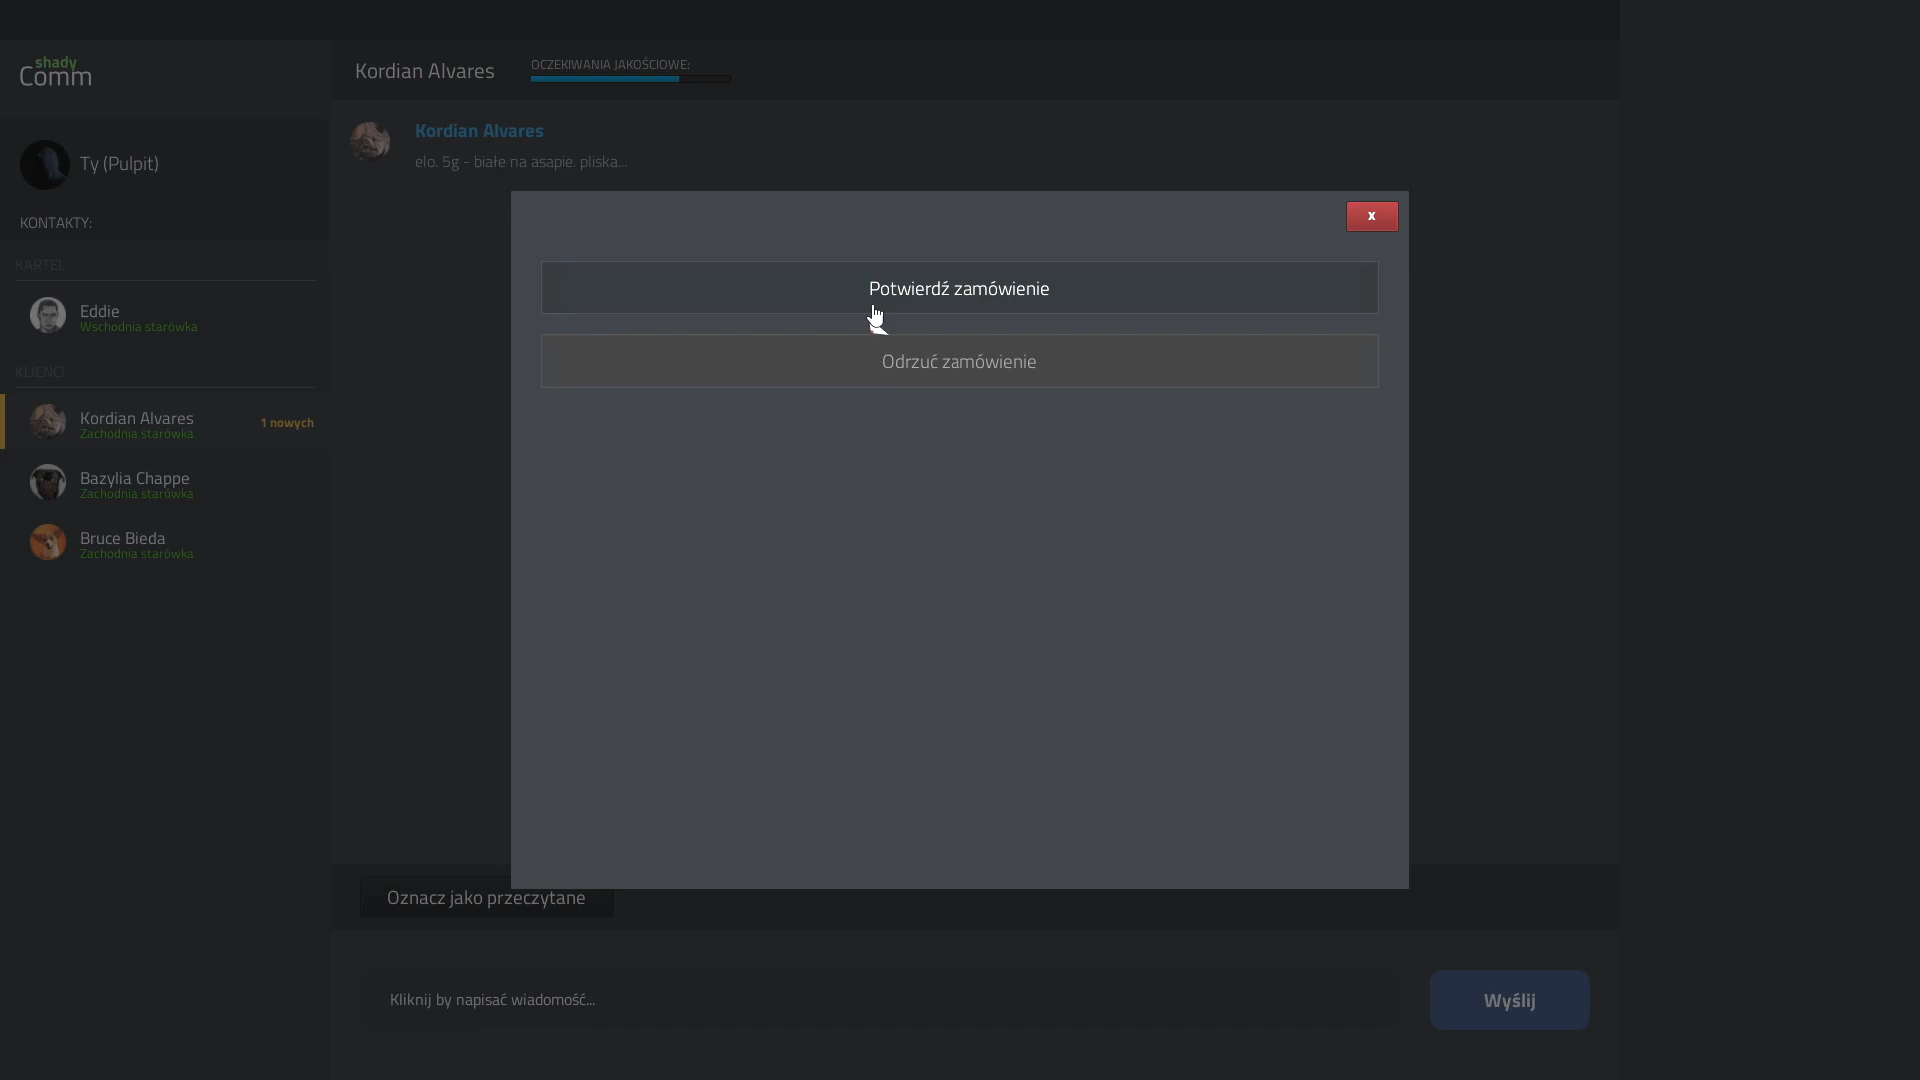 shady
Comm
Kordian Alvares
OCZEKIWANIA JAKOŚCIOWE:
Ty (Pulpit)
KONTAKTY:
KARTEL
Eddie
Wschodnia starówka
KLIENCI
Kordian Alvares
Zachodnia starówka
1 nowych
Bazylia Chappe
Zachodnia starówka
Bruce Bieda
Zachodnia starówka
Kordian Alvares
elo. 5g - białe na asapie. pliska...
x
Potwierdź zamówienie
Odrzuć zamówienie
Oznacz jako przeczytane
Kliknij by napisać wiadomość...
Wyślij